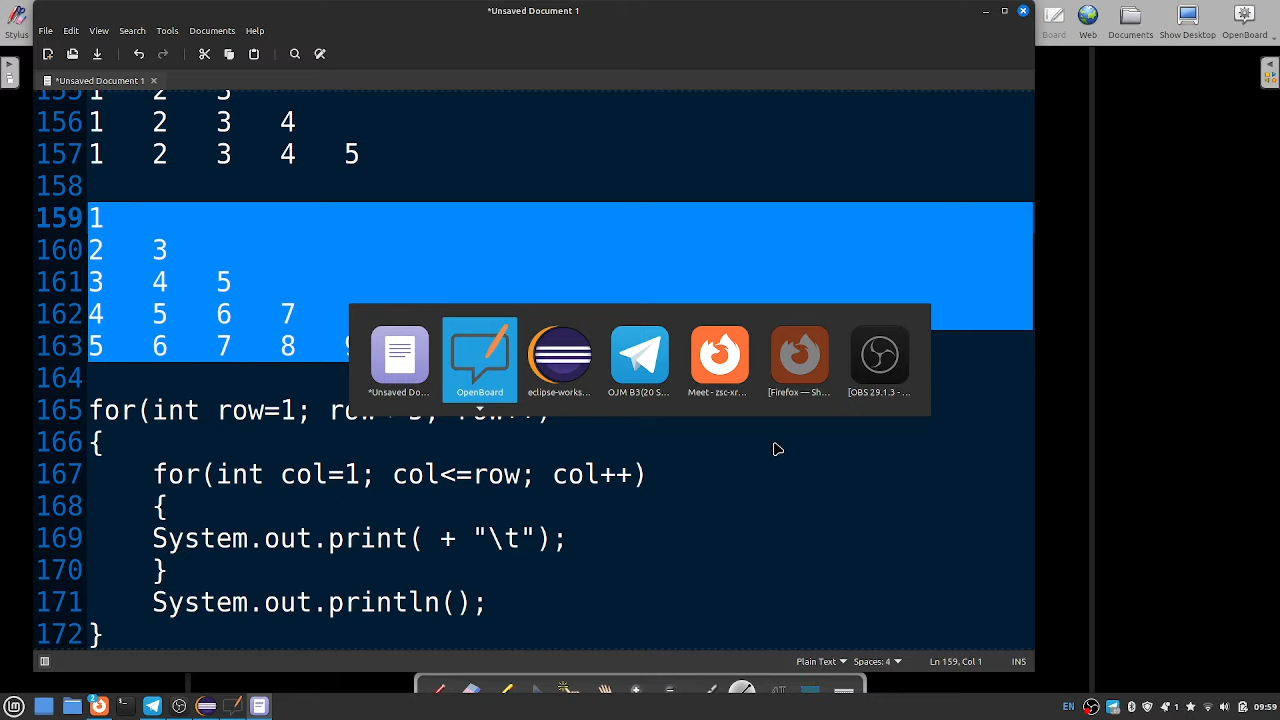 *Unsaved Document 1
Stylus
Board
Web
Documents
Show Desktop
OpenBoard
File Edit View Search Tools Documents Help
*Unsaved Document 1
155 1 2 3
156 1 2 3 4
157 1 2 3 4 5
158
159 1
160 2 3
161 3 4 5
162 4 5 6 7
163 5 6 7 8
164
*Unsaved Do...
OpenBoard
eclipse-works...
OJM B3(20 S...
Meet - zsc-xr...
[Firefox — Sh...
[OBS 29.1.3 - ...
165 for(int row=1;
166 {
167 for(int col=1; col<=row; col++)
168 {
169 System.out.print( + "\t");
170 }
171 System.out.println();
172 }
Plain Text Spaces: 4 Ln 159, Col 1 INS
2
EN 1 09:59